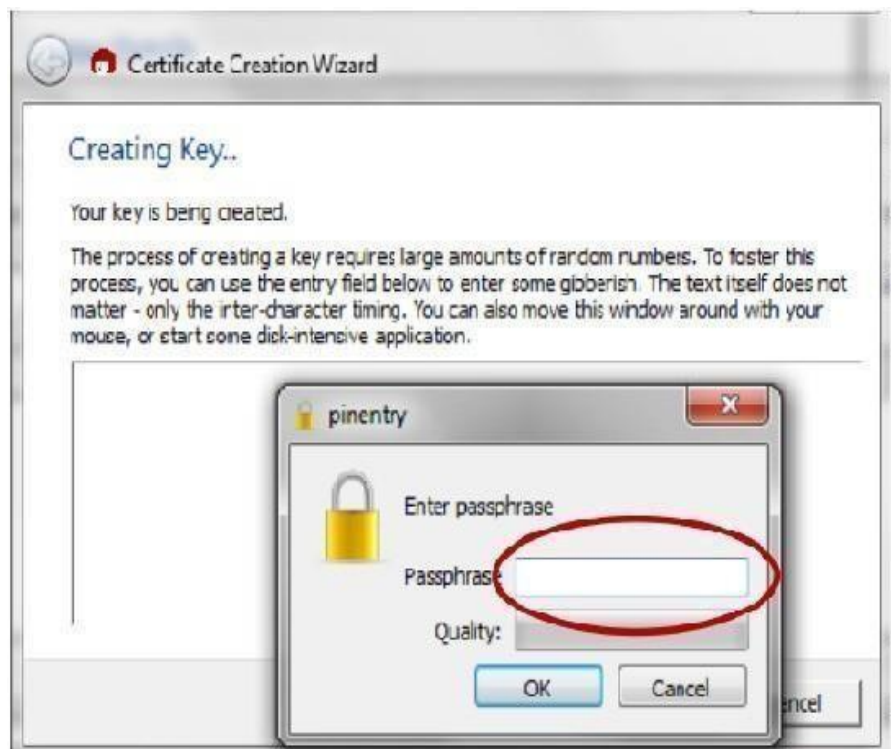 Certificate Creation Wizard
Creating Key..
Your key is being created.
The process of creating a key requires large amounts of random numbers. To foster this
process, you can use the entry field below to enter some gibberish. The text itself does not
matter - only the inter-character timing. You can also move this window around with your
mouse, or start some disk-intensive application.
pinentry
Enter passphrase
Passphrase
Quality:
OK
Cancel